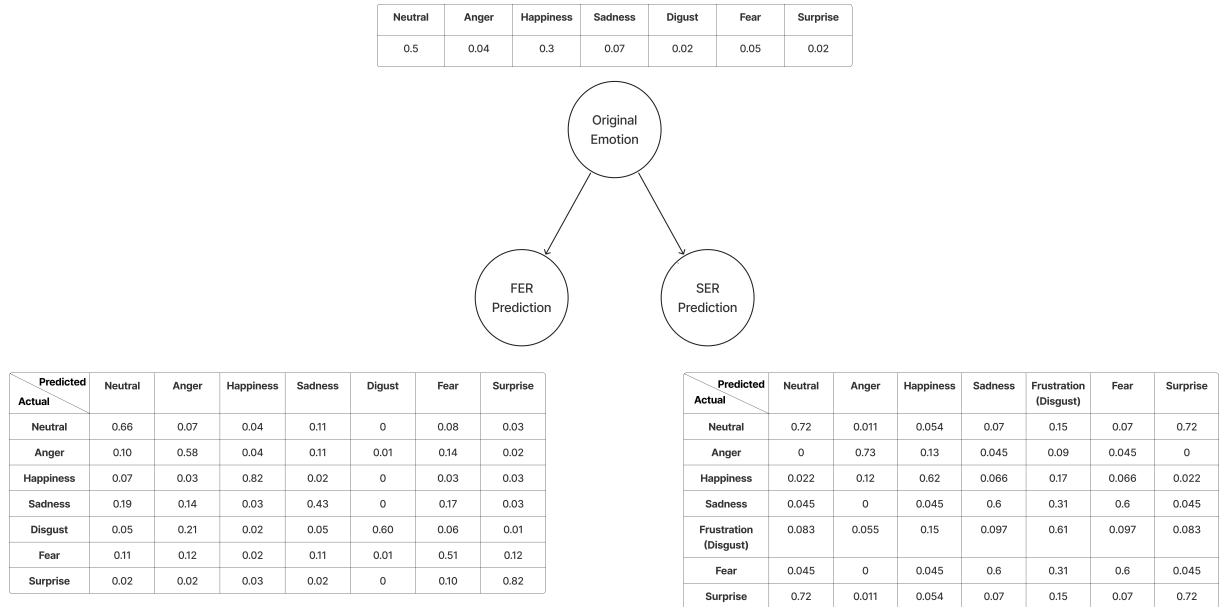 Neutral Anger Happiness Sadness Digust Fear Surprise
0.5 0.04 0.3 0.07 0.02 0.05 0.02
Original
Emotion
FER
Prediction
SER
Prediction
Predicted
Actual
Neutral Anger Happiness Sadness Digust Fear Surprise
Neutral 0.66 0.07 0.04 0.11 0 0.08 0.03
Anger 0.10 0.58 0.04 0.11 0.01 0.14 0.02
Happiness 0.07 0.03 0.82 0.02 0 0.03 0.03
Sadness 0.19 0.14 0.03 0.43 0 0.17 0.03
Disgust 0.05 0.21 0.02 0.05 0.60 0.06 0.01
Fear 0.11 0.12 0.02 0.11 0.01 0.51 0.12
Surprise 0.02 0.02 0.03 0.02 0 0.10 0.82
Predicted
Actual
Neutral Anger Happiness Sadness Frustration Fear Surprise
(Disgust)
Neutral 0.72 0.011 0.054 0.07 0.15 0.07 0.72
Anger 0 0.73 0.13 0.045 0.09 0.045 0
Happiness 0.022 0.12 0.62 0.066 0.17 0.066 0.022
Sadness 0.045 0 0.045 0.6 0.31 0.6 0.045
Frustration 0.083 0.055 0.15 0.097 0.61 0.097 0.083
(Disgust)
Fear 0.045 0 0.045 0.6 0.31 0.6 0.045
Surprise 0.72 0.011 0.054 0.07 0.15 0.07 0.72